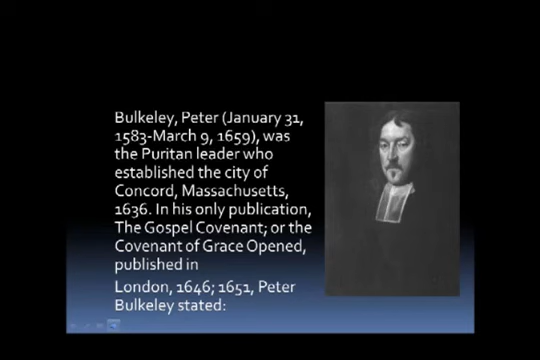 Bulkeley, Peter (January 31,
1583-March 9, 1659), was
the Puritan leader who
established the city of
Concord, Massachusetts,
1636. In his only publication,
The Gospel Covenant; or the
Covenant of Grace Opened,
published in
London, 1646; 1651, Peter
Bulkeley stated: